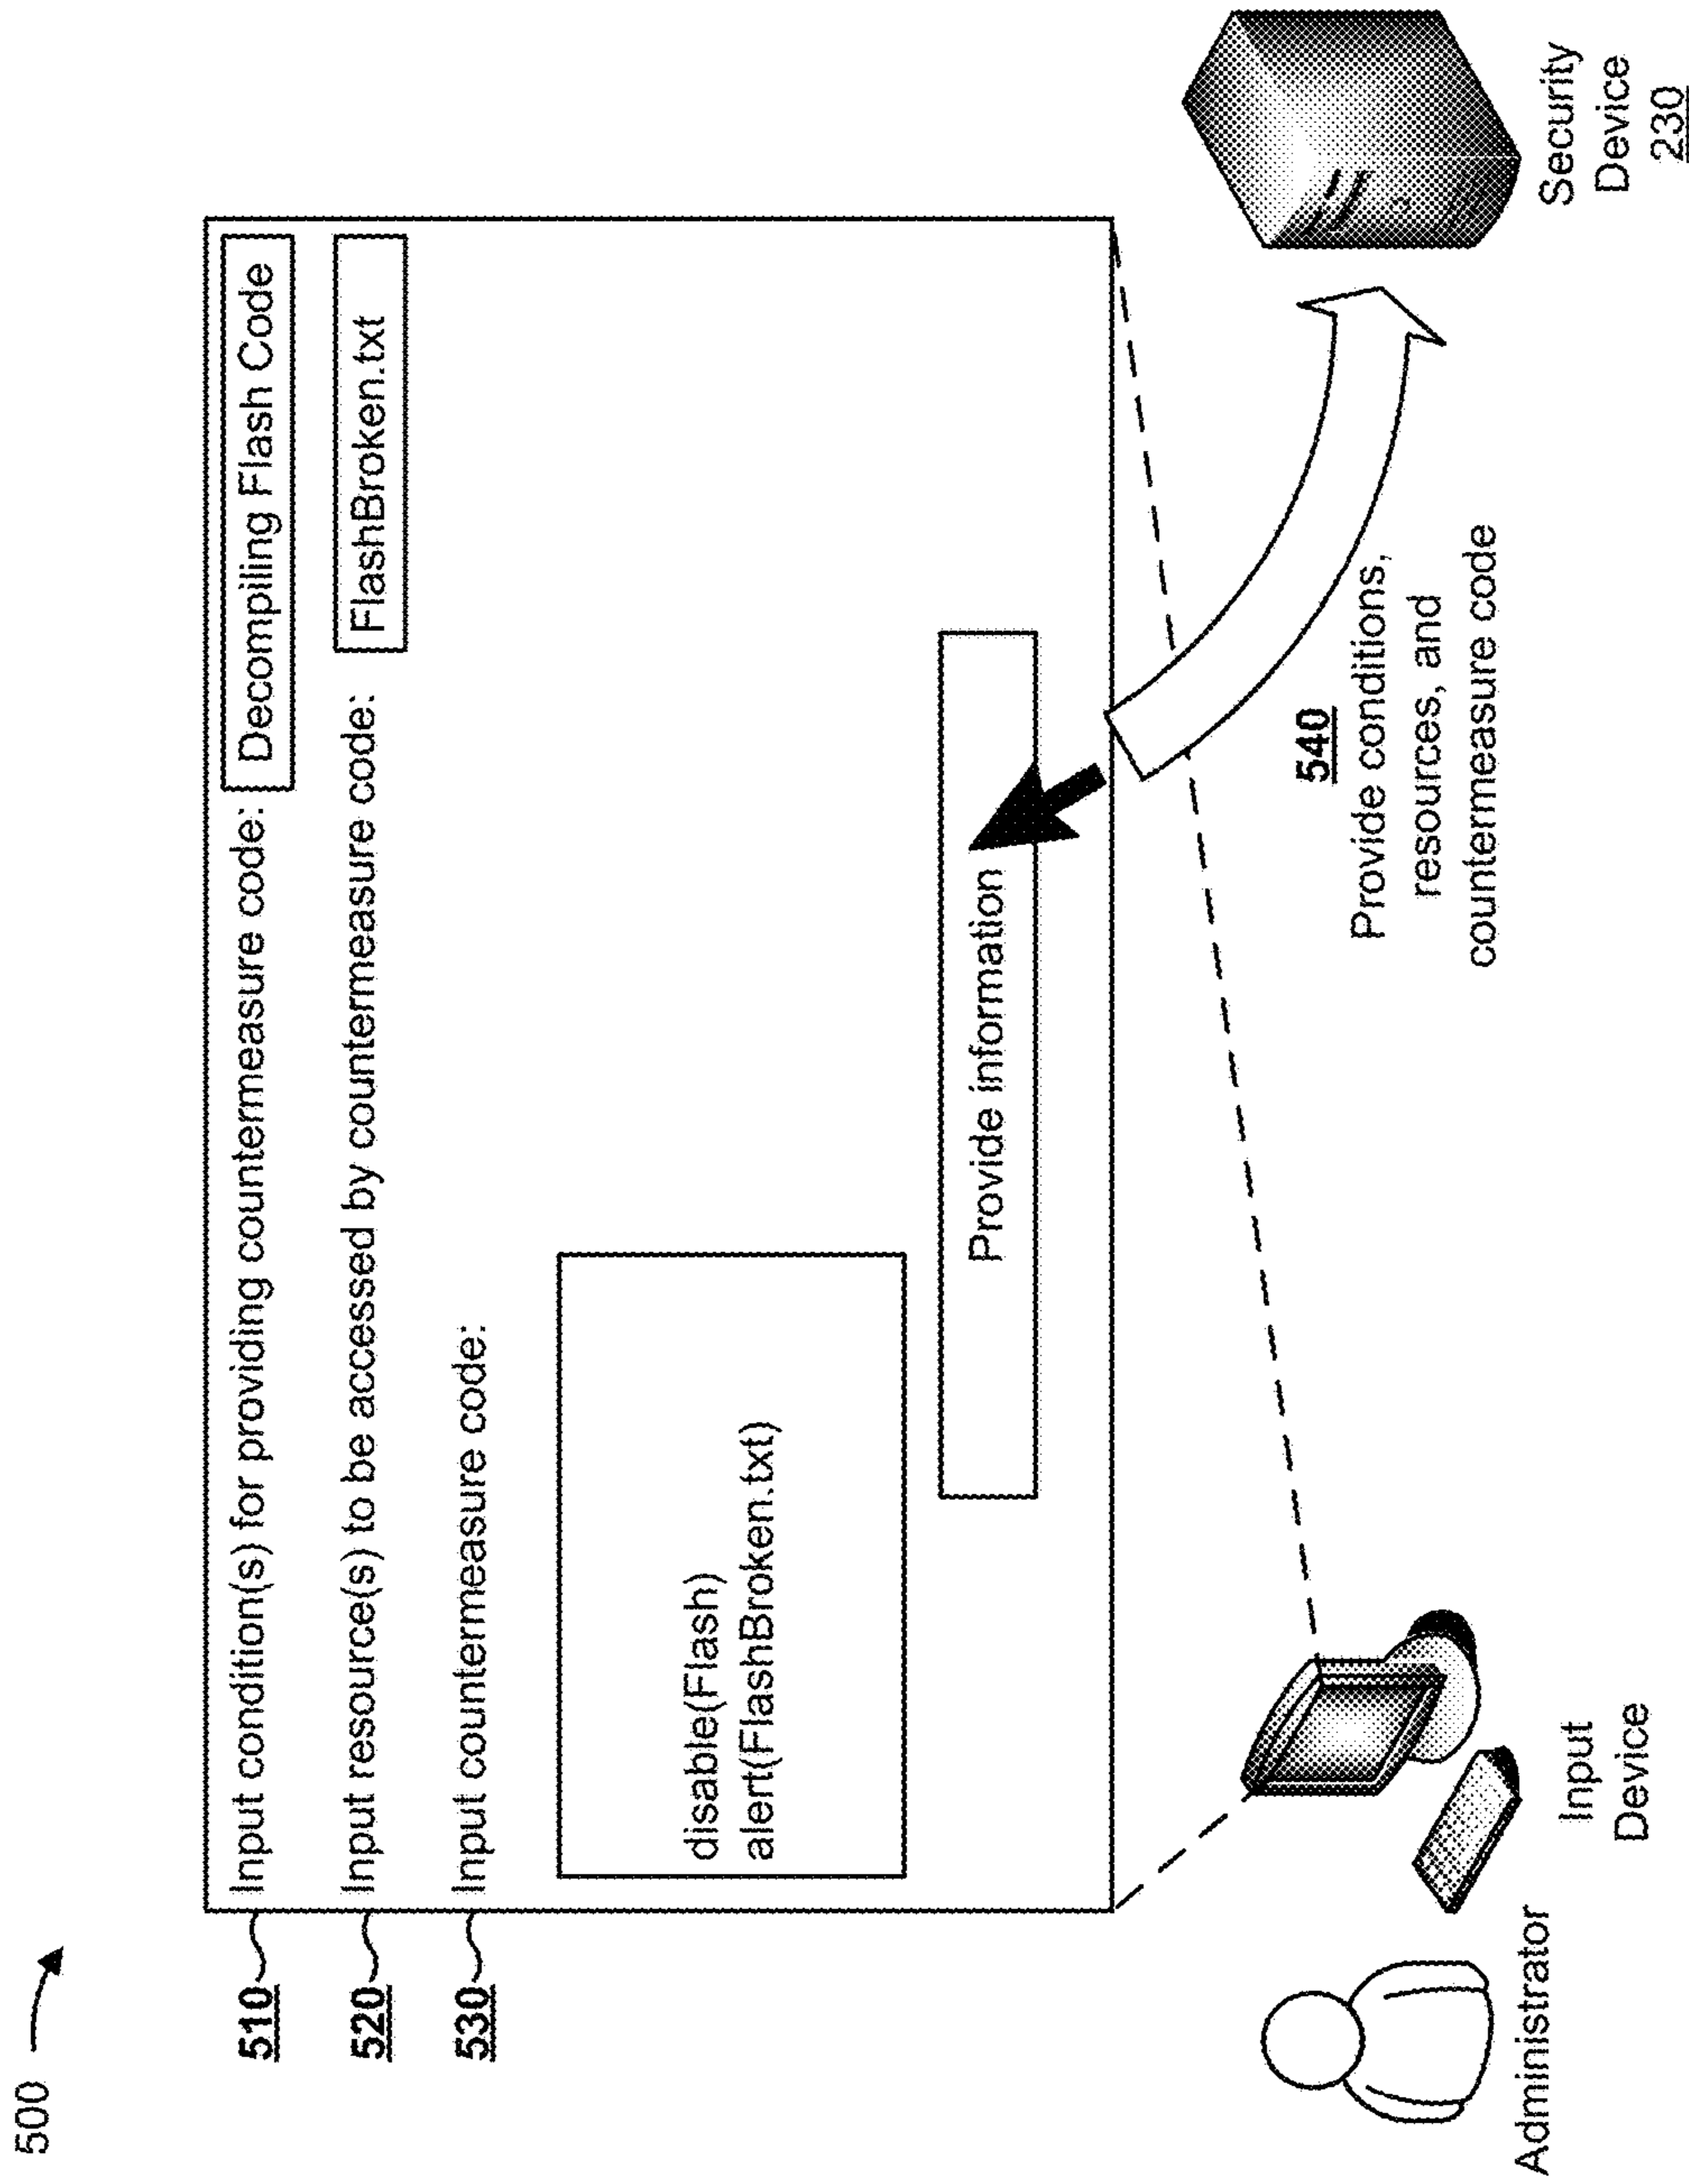 500
510
Input condition(s) for providing countermeasure code:
Decompiling Flash Code
520
Input resource(s) to be accessed by countermeasure code:
FlashBroken.txt
530
Input countermeasure code:
disable(Flash)
alert(FlashBroken.txt)
Provide information
540
Provide conditions,
resources, and
countermeasure code
Administrator
Input
Device
Security
Device
230